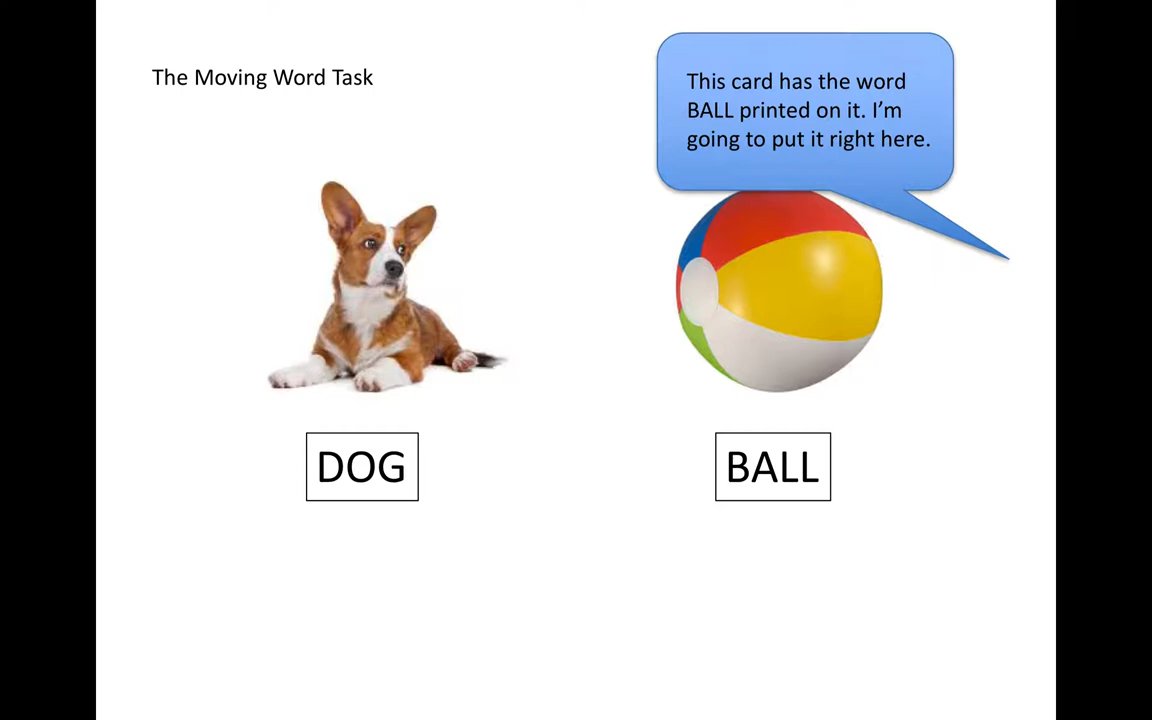 The Moving Word Task
This card has the word
BALL printed on it. I’m
going to put it right here.
DOG
BALL